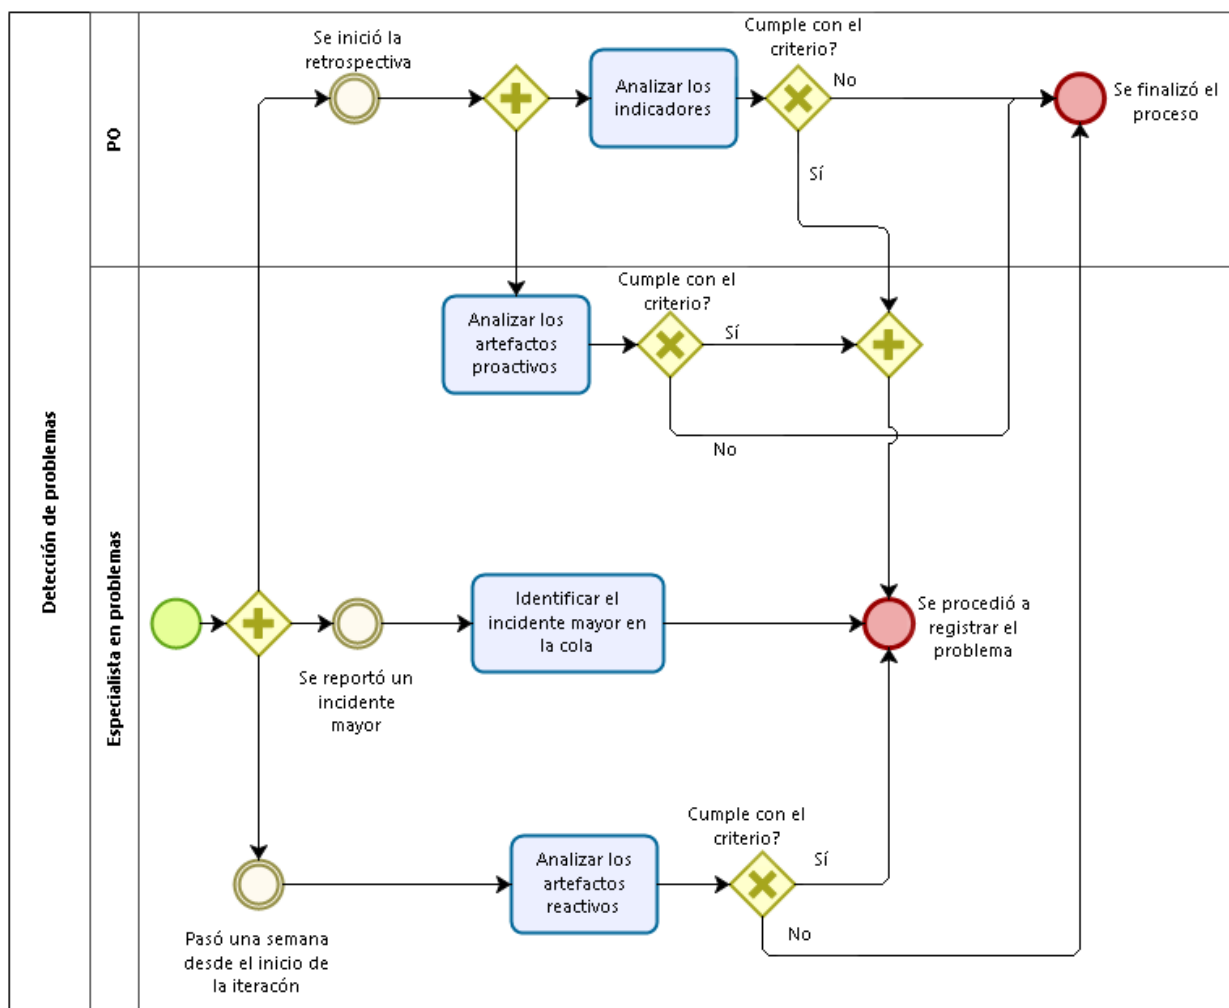 Detección de problemas
PO
Se inició la
retrospectiva
Analizar los
indicadores
Cumple con el
criterio?
No
Sí
Se finalizó el
proceso
Especialista en problemas
Analizar los
artefactos
proactivos
Cumple con el
criterio?
Sí
No
Se reportó un
incidente
mayor
Identificar el
incidente mayor en
la cola
Se procedió a
registrar el
problema
Pasó una semana
desde el inicio de
la iteracón
Analizar los
artefactos
reactivos
Cumple con el
criterio?
Sí
No